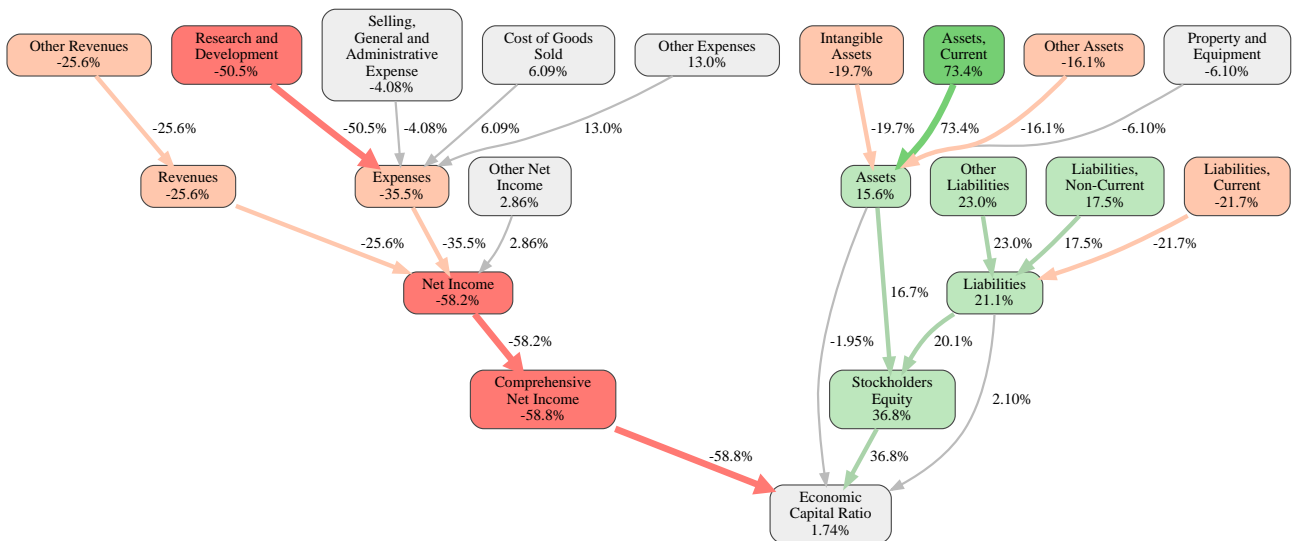 Other Revenues
-25.6%
Research and
Development
-50.5%
Selling,
General and
Administrative
Expense
-4.08%
Cost of Goods
Sold
6.09%
Other Expenses
13.0%
Intangible
Assets
-19.7%
Assets,
Current
73.4%
Other Assets
-16.1%
Property and
Equipment
-6.10%
-25.6%
-50.5%
-4.08%
6.09%
13.0%
-19.7%
73.4%
-16.1%
-6.10%
Revenues
-25.6%
Expenses
-35.5%
Other Net
Income
2.86%
Assets
15.6%
Other
Liabilities
23.0%
Liabilities,
Non-Current
17.5%
Liabilities,
Current
-21.7%
-25.6%
-35.5%
2.86%
23.0%
17.5%
-21.7%
Net Income
-58.2%
16.7%
Liabilities
21.1%
-58.2%
-1.95%
20.1%
Comprehensive
Net Income
-58.8%
Stockholders
Equity
36.8%
2.10%
-58.8%
36.8%
Economic
Capital Ratio
1.74%